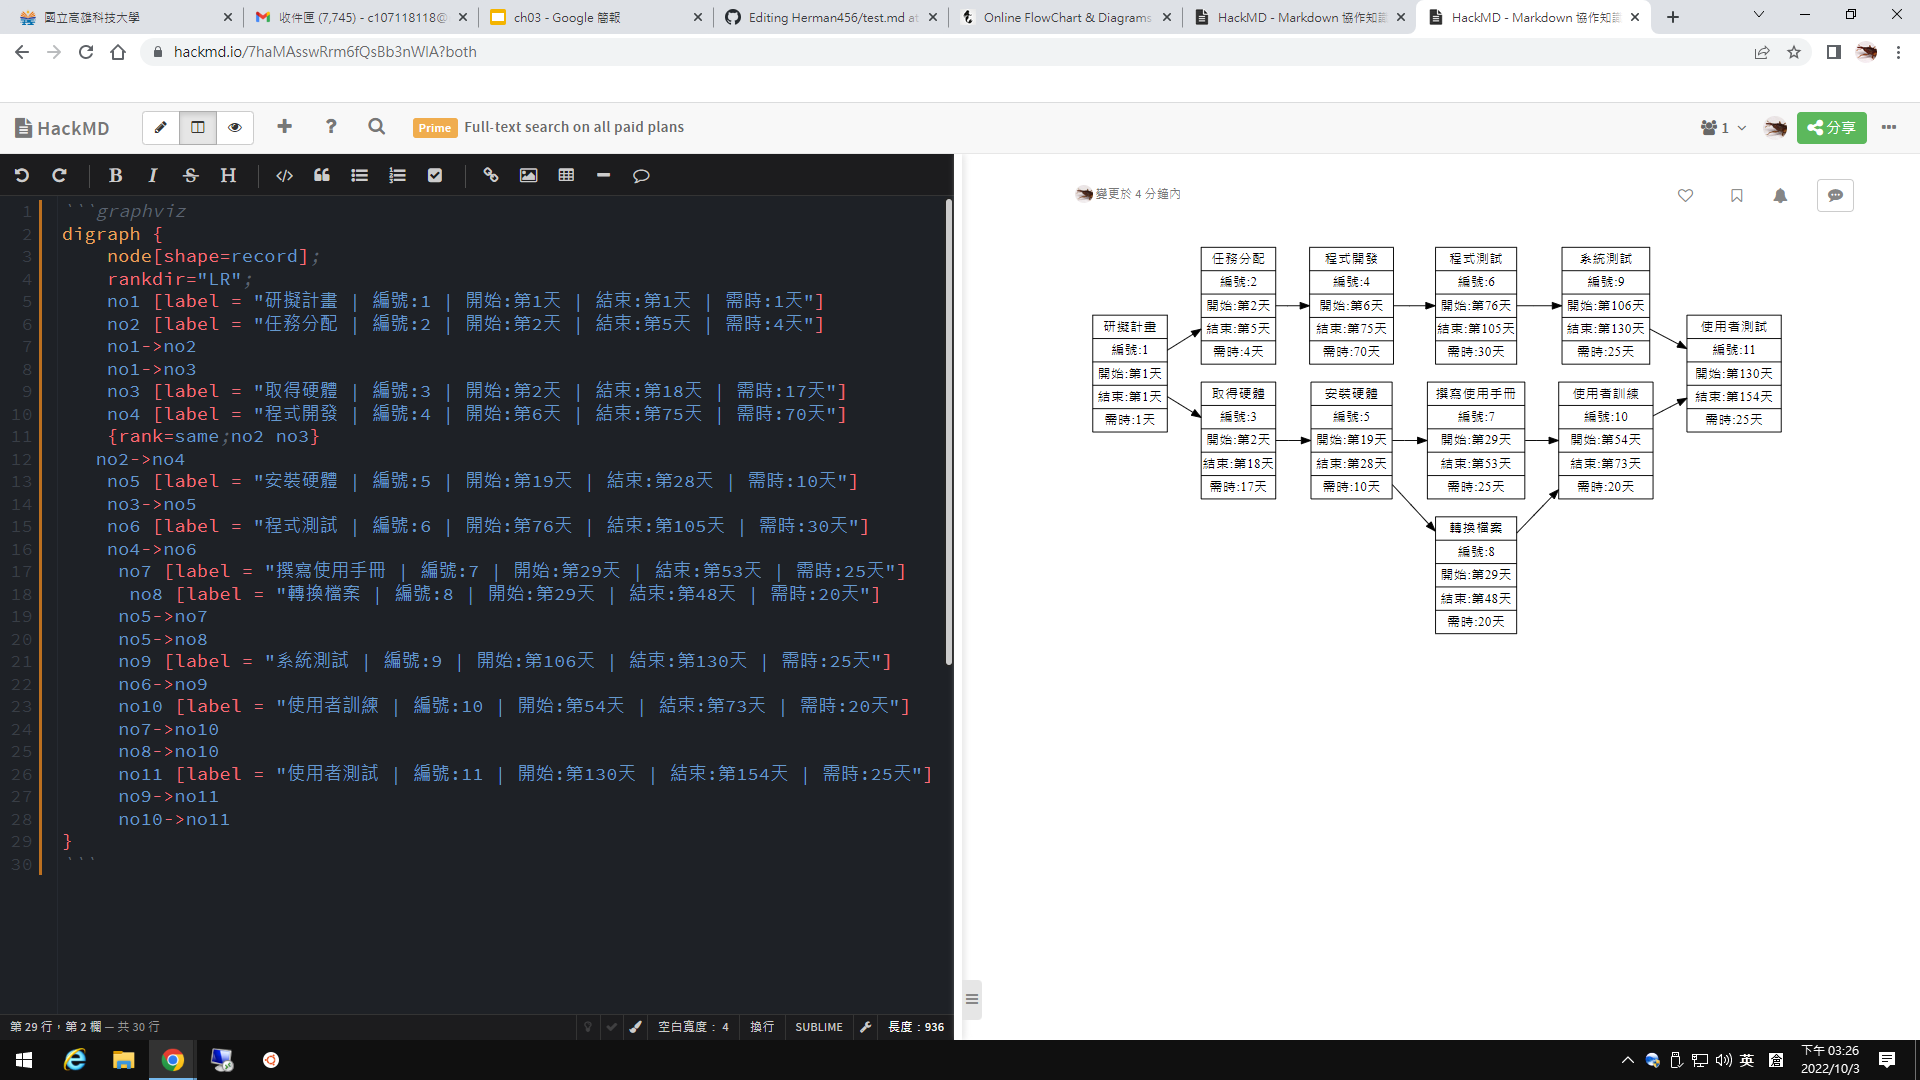 國立高雄科技大學
收件匣 (7,745) - c107118118@
ch03 - Google 簡報
Editing Herman456/test.md at
Online FlowChart & Diagrams
HackMD - Markdown 協作知識
HackMD - Markdown 協作知識
hackmd.io/7haMAsswRrm6fQsBb3nWIA?both
HackMD
Prime Full-text search on all paid plans
1
分享
B I S H
變更於 4 分鐘內
1 ```graphviz
2 digraph {
3 node[shape=record];
4 rankdir="LR";
5 no1 [label = "研擬計畫 | 編號:1 | 開始:第1天 | 結束:第1天 | 需時:1天"]
6 no2 [label = "任務分配 | 編號:2 | 開始:第2天 | 結束:第5天 | 需時:4天"]
7 no1->no2
8 no1->no3
9 no3 [label = "取得硬體 | 編號:3 | 開始:第2天 | 結束:第18天 | 需時:17天"]
10 no4 [label = "程式開發 | 編號:4 | 開始:第6天 | 結束:第75天 | 需時:70天"]
11 {rank=same;no2 no3}
12 no2->no4
13 no5 [label = "安裝硬體 | 編號:5 | 開始:第19天 | 結束:第28天 | 需時:10天"]
14 no3->no5
15 no6 [label = "程式測試 | 編號:6 | 開始:第76天 | 結束:第105天 | 需時:30天"]
16 no4->no6
17 no7 [label = "撰寫使用手冊 | 編號:7 | 開始:第29天 | 結束:第53天 | 需時:25天"]
18 no8 [label = "轉換檔案 | 編號:8 | 開始:第29天 | 結束:第48天 | 需時:20天"]
19 no5->no7
20 no5->no8
21 no9 [label = "系統測試 | 編號:9 | 開始:第106天 | 結束:第130天 | 需時:25天"]
22 no6->no9
23 no10 [label = "使用者訓練 | 編號:10 | 開始:第54天 | 結束:第73天 | 需時:20天"]
24 no7->no10
25 no8->no10
26 no11 [label = "使用者測試 | 編號:11 | 開始:第130天 | 結束:第154天 | 需時:25天"]
27 no9->no11
28 no10->no11
29 }
30 ```
研擬計畫
編號:1
開始:第1天
結束:第1天
需時:1天
任務分配
編號:2
開始:第2天
結束:第5天
需時:4天
程式開發
編號:4
開始:第6天
結束:第75天
需時:70天
程式測試
編號:6
開始:第76天
結束:第105天
需時:30天
系統測試
編號:9
開始:第106天
結束:第130天
需時:25天
使用者測試
編號:11
開始:第130天
結束:第154天
需時:25天
取得硬體
編號:3
開始:第2天
結束:第18天
需時:17天
安裝硬體
編號:5
開始:第19天
結束:第28天
需時:10天
撰寫使用手冊
編號:7
開始:第29天
結束:第53天
需時:25天
使用者訓練
編號:10
開始:第54天
結束:第73天
需時:20天
轉換檔案
編號:8
開始:第29天
結束:第48天
需時:20天
第 29 行，第 2 欄 — 共 30 行
空白寬度： 4
換行
SUBLIME
長度：936
英
下午 03:26
2022/10/3